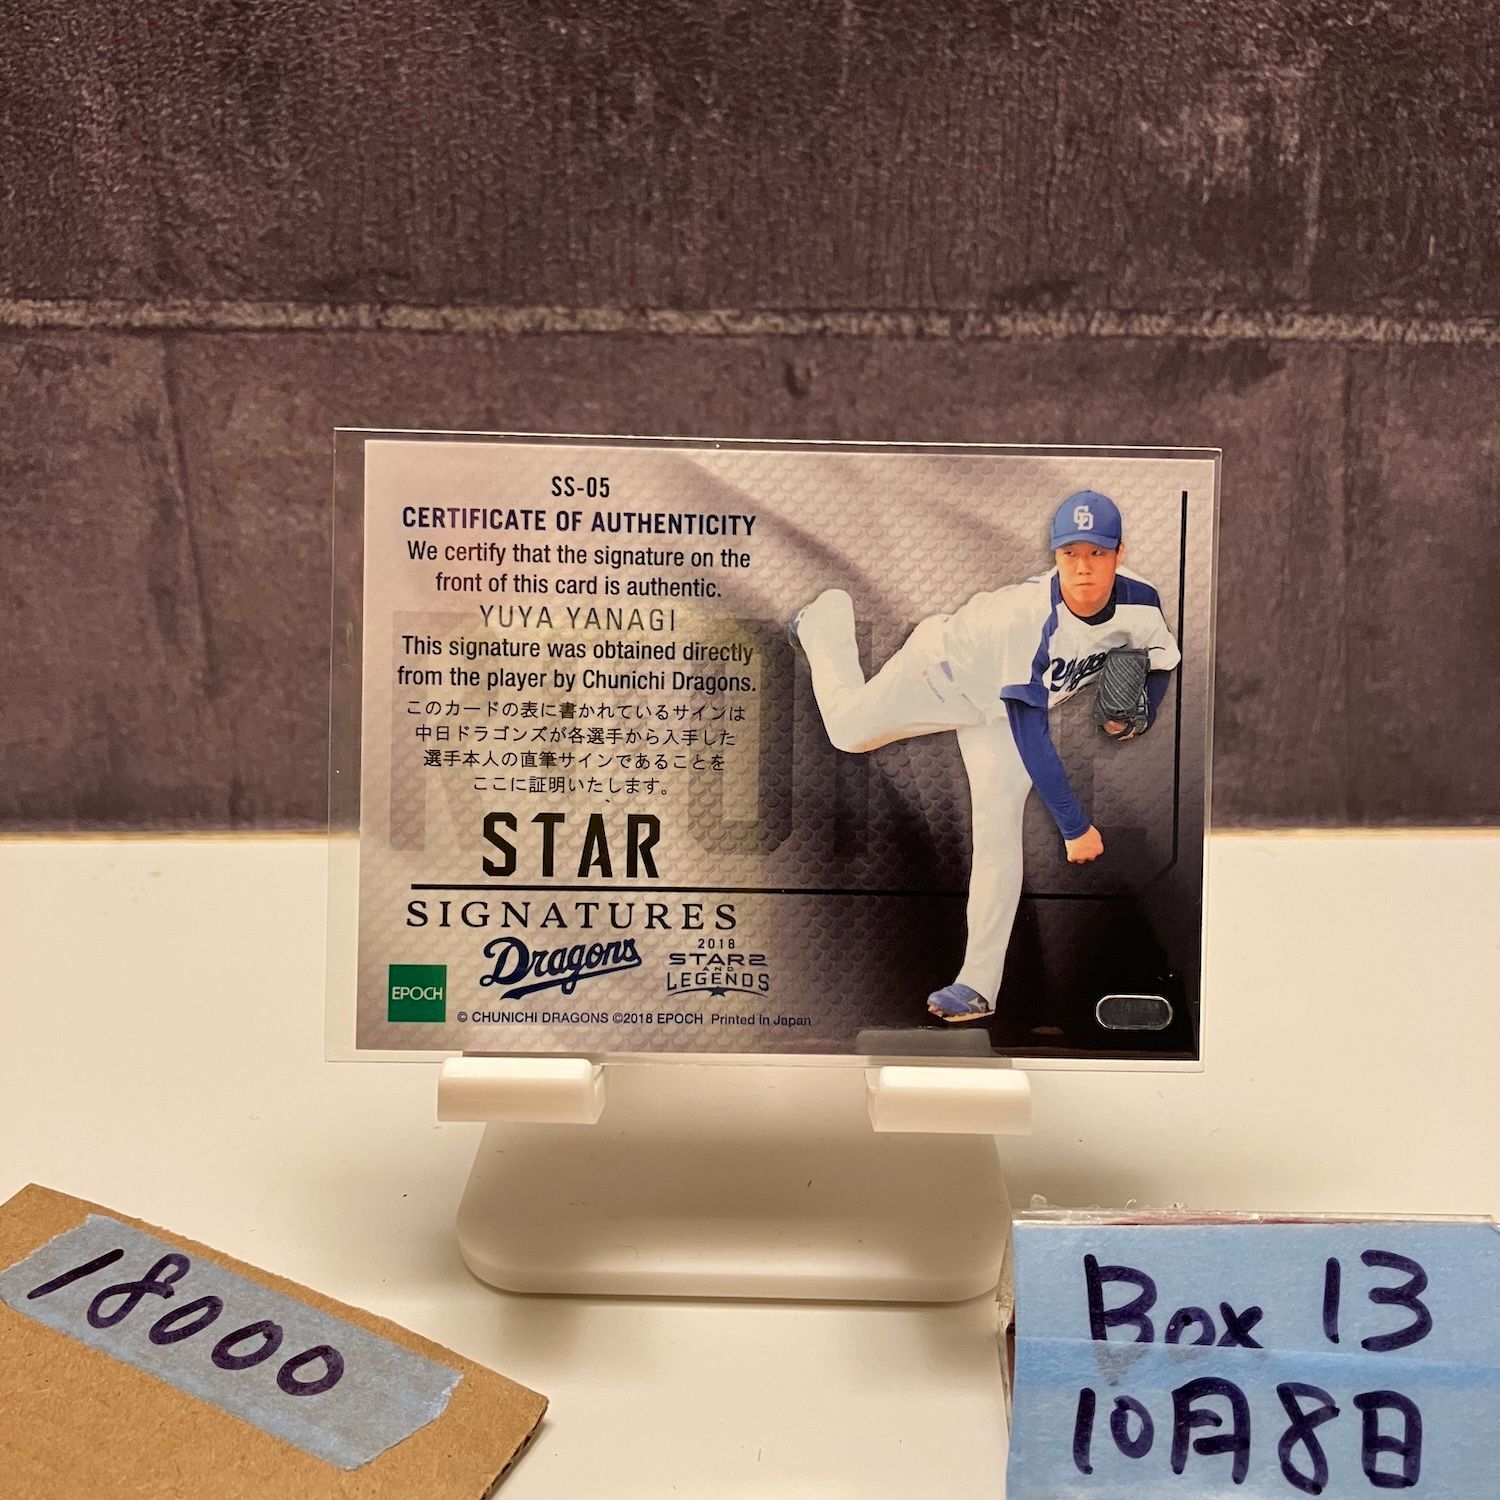 SS-05
CERTIFICATE OF AUTHENTICITY
We certify that the signature on the
front of this card is authentic.
YUYA YANAGI
This signature was obtained directly
from the player by Chunichi Dragons.
このカードの表に書かれているサインは
中日ドラゴンズが各選手から入手した
選手本人の直筆サインであることを
ここに証明いたします。
STAR
SIGNATURES
Dragons
2018
STARS
AND
LEGENDS
EPOCH
© CHUNICHI DRAGONS ©2018 EPOCH Printed in Japan
CD
18000
Box 13
10月8日